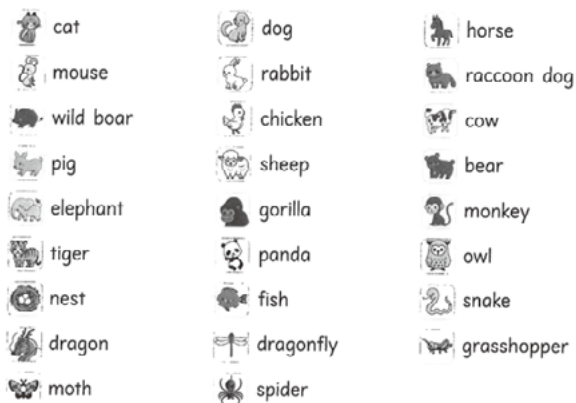 cat dog horse
mouse rabbit raccoon dog
wild boar chicken cow
pig sheep bear
elephant gorilla monkey
tiger panda owl
nest fish snake
dragon dragonfly grasshopper
moth spider